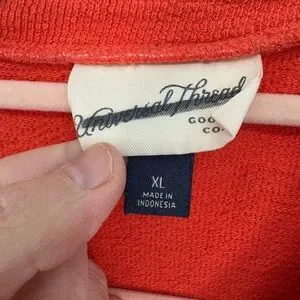 Universal Thread
GOO
CO.
XL
MADE IN
INDONESIA